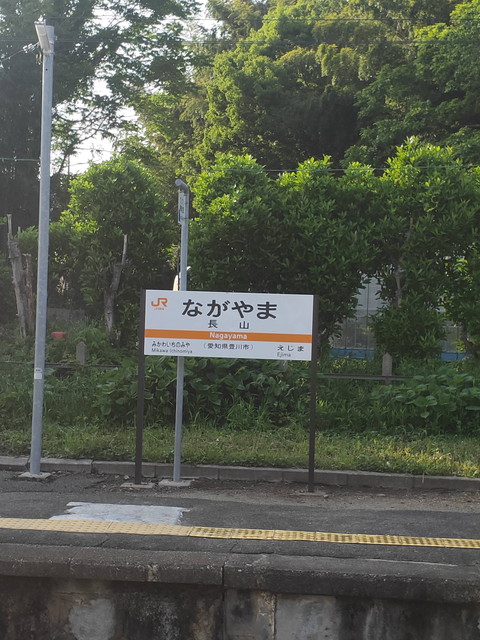 JR
ながやま
長山
Nagayama
みかわいちのみや (愛知県豊川市) えじま
Mikawa-Ichinomiya Ejima